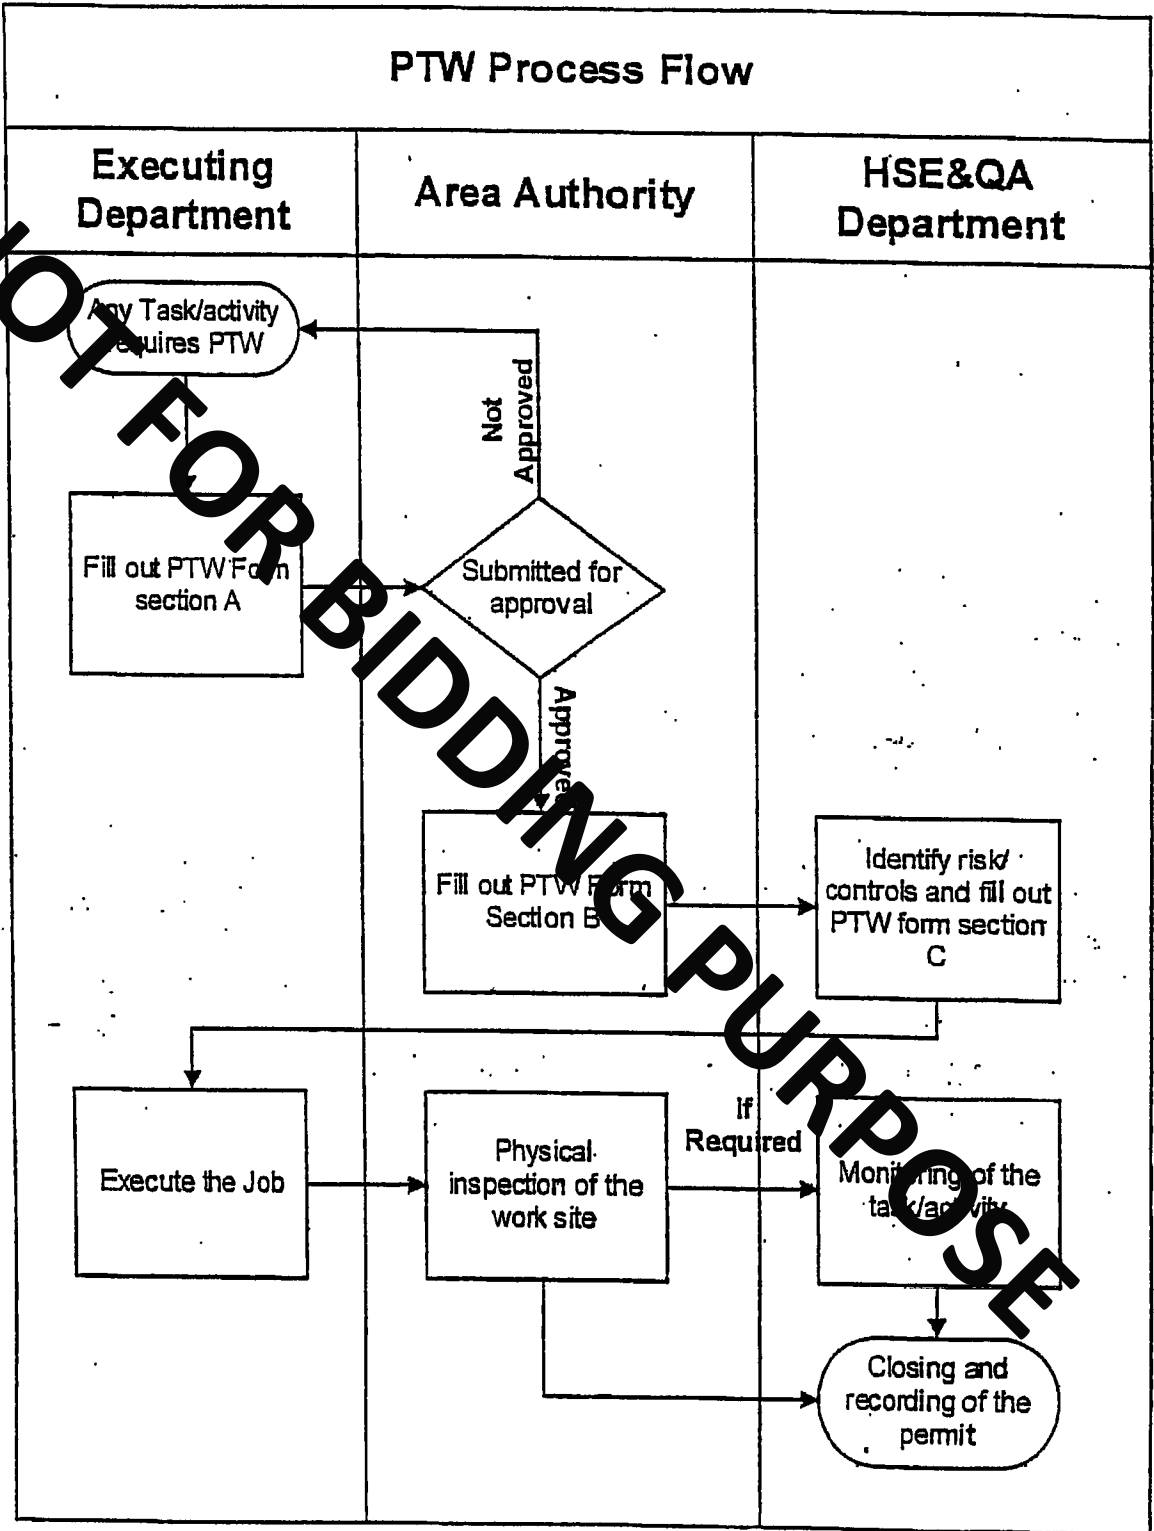 PTW Process Flow
Executing
Department
Area Authority
HSE&QA
Department
Any Task/activity
requires PTW
Not
Approved
Fill out PTW Form
section A
Submitted for
approval
Approved
Fill out PTW Form
Section B
Identify risk/
controls and fill out
PTW form section
C
Execute the Job
Physical
inspection of the
work site
If
Required
Monitoring of the
task/activity
Closing and
recording of the
permit
NOT FOR BIDDING PURPOSE